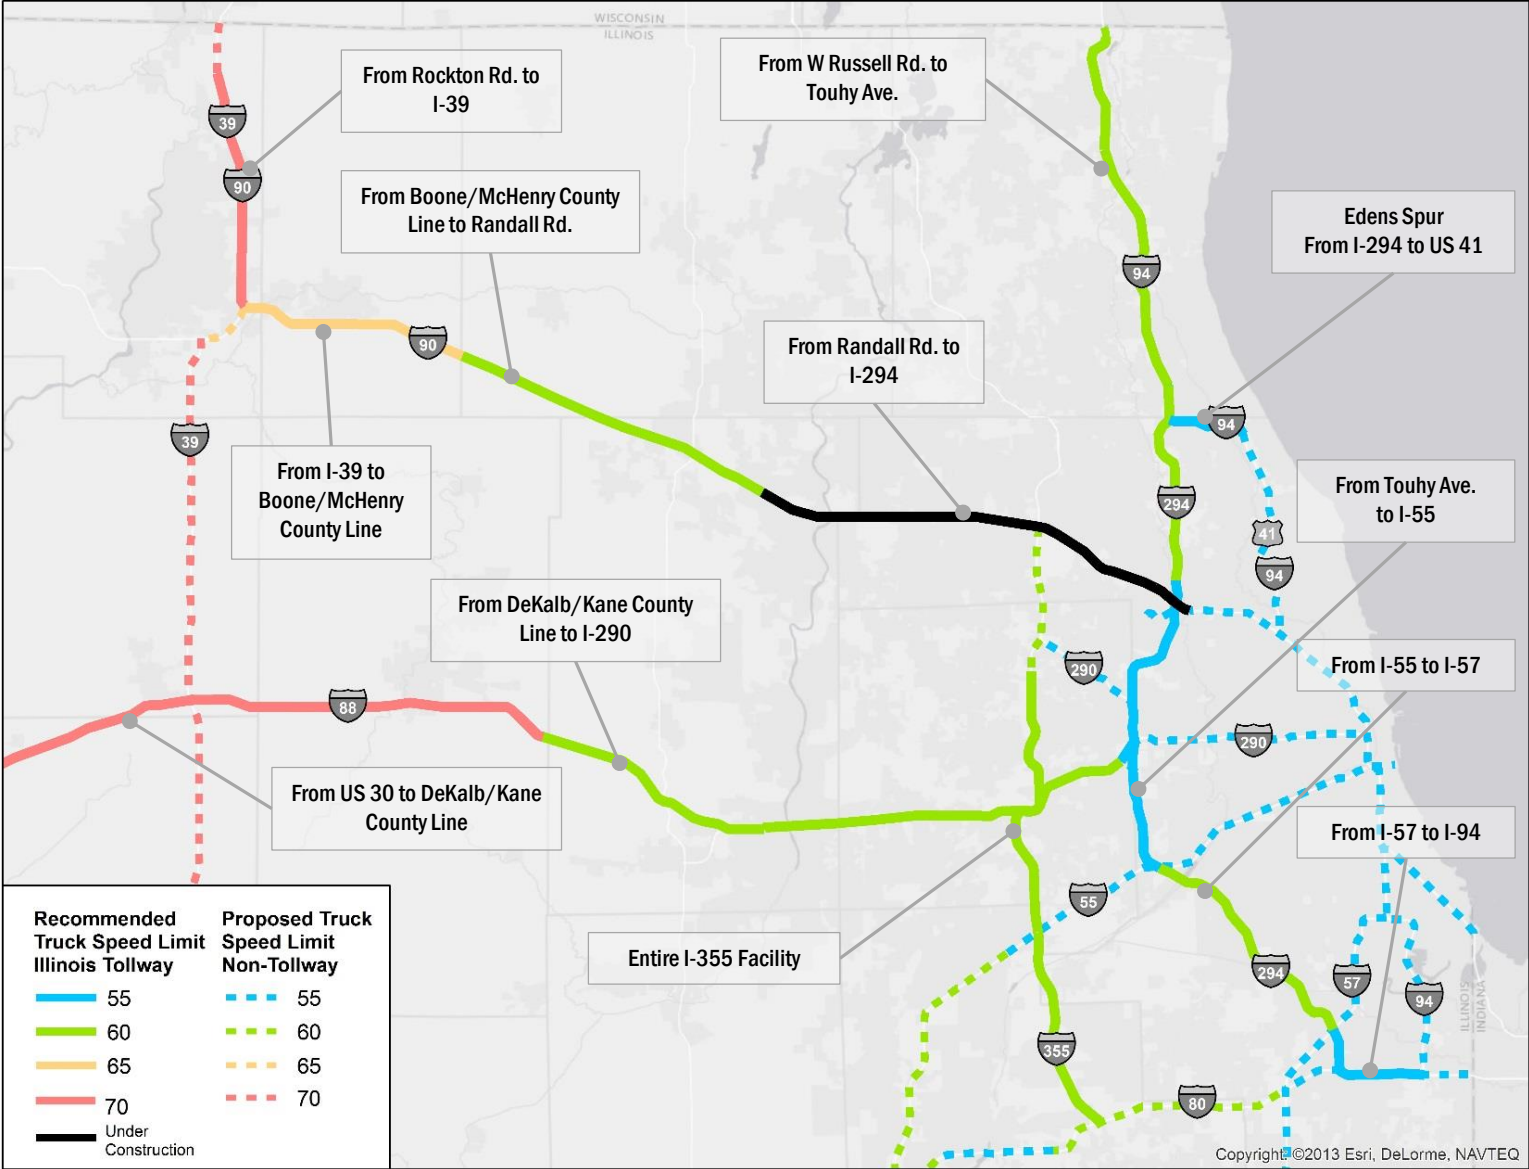 WISCONSIN
ILLINOIS
From Rockton Rd. to
I-39
From W Russell Rd. to
Touhy Ave.
39
90
From Boone/McHenry County
Line to Randall Rd.
Edens Spur
From I-294 to US 41
94
From Randall Rd. to
I-294
90
94
39
From I-39 to
Boone/McHenry
County Line
From Touhy Ave.
to I-55
294
41
94
From DeKalb/Kane County
Line to I-290
From I-55 to I-57
290
88
290
From US 30 to DeKalb/Kane
County Line
From I-57 to I-94
55
Entire I-355 Facility
294
57
94
ILLINOIS
INDIANA
355
80
Recommended
Truck Speed Limit
Illinois Tollway
55
60
65
70
Under
Construction
Proposed Truck
Speed Limit
Non-Tollway
55
60
65
70
Copyright: ©2013 Esri, DeLorme, NAVTEQ